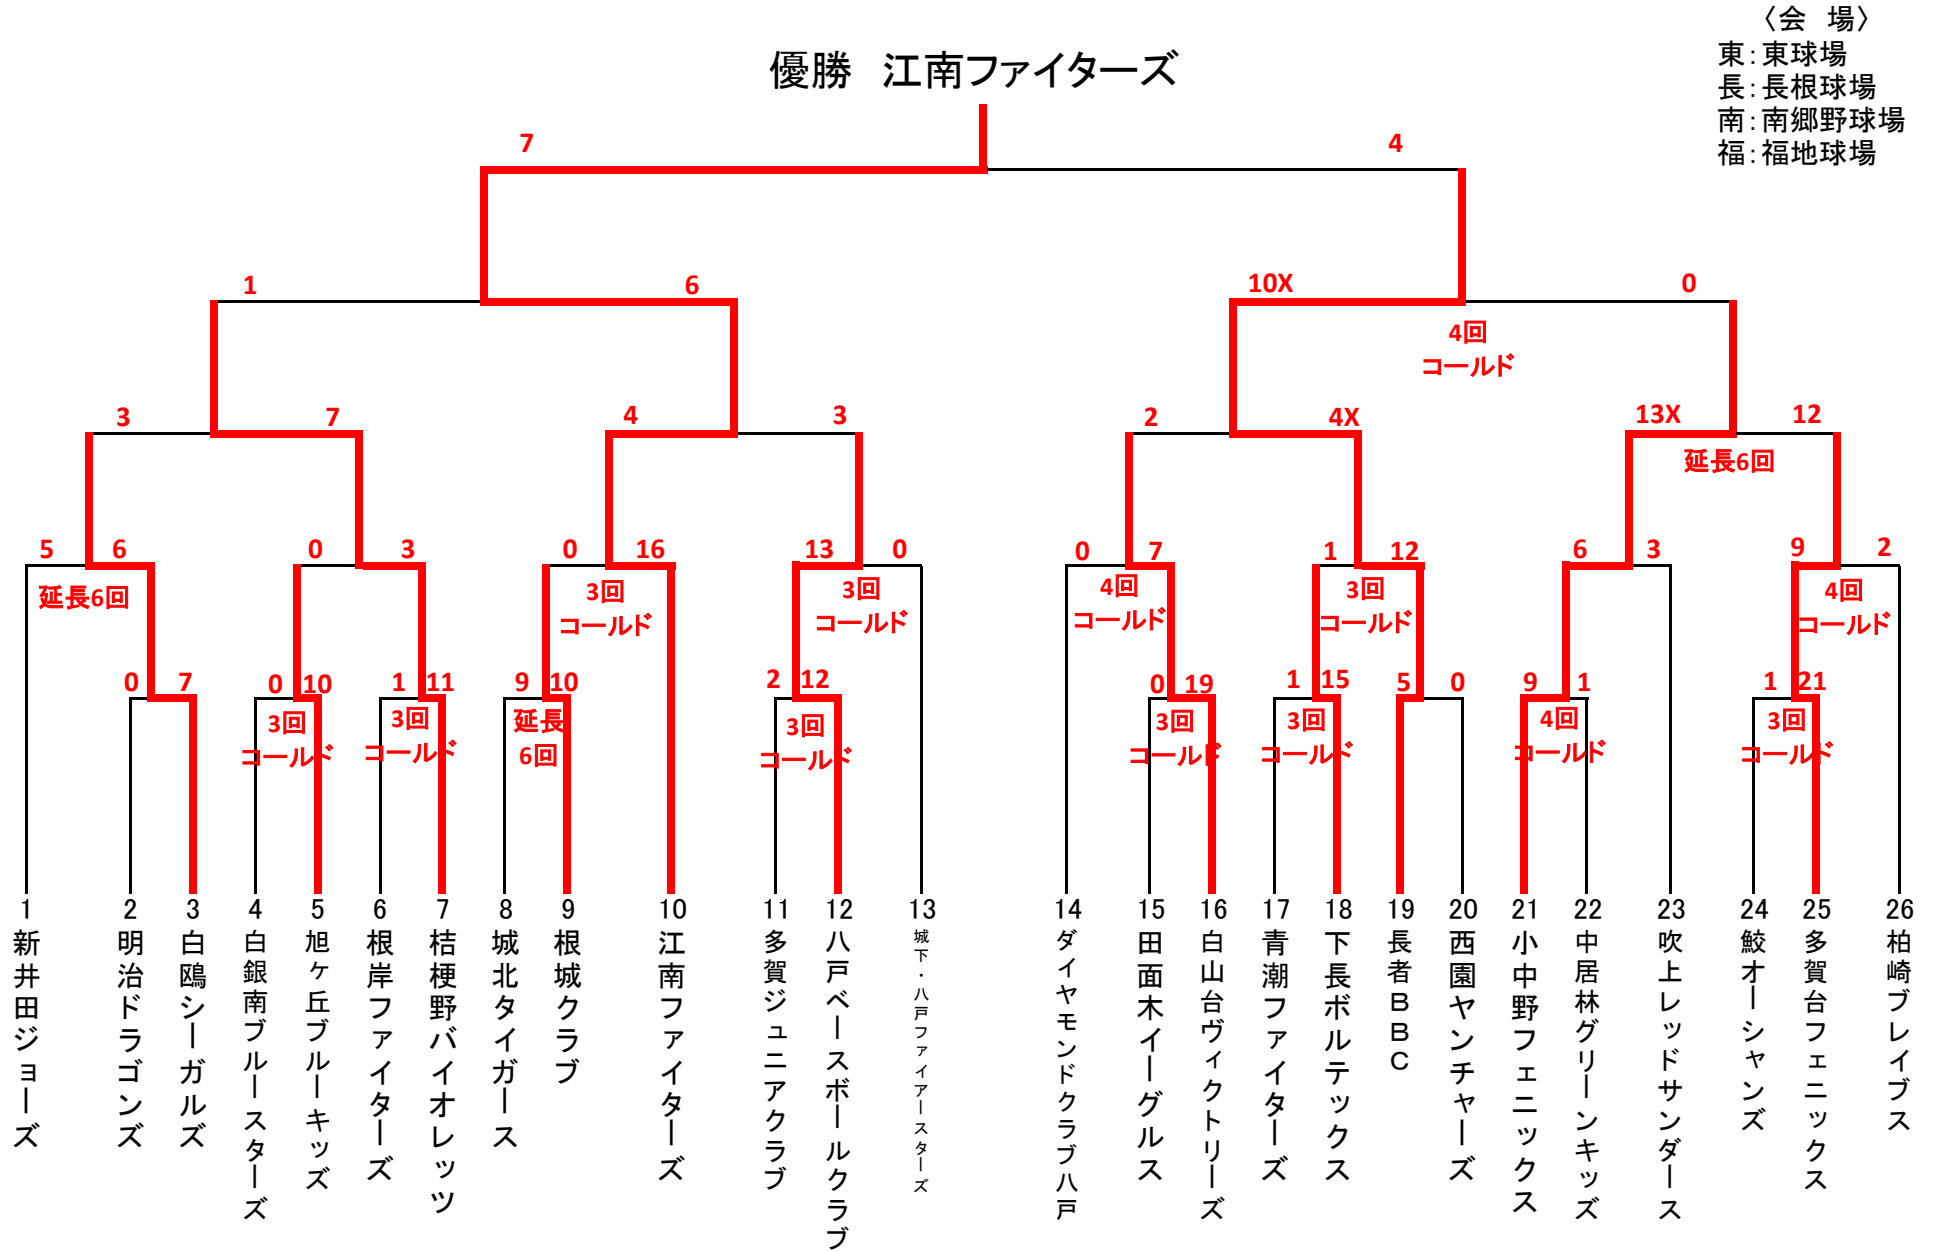 〈会　場〉
東：東球場
長：長根球場
南：南郷野球場
福：福地球場
優勝　江南ファイターズ
7
4
1
6
10X
0
4回
コールド
3
7
4
3
2
4X
13X
12
延長6回
5
6
0
3
0
16
13
0
0
7
1
12
6
3
9
2
延長6回
3回
コールド
3回
コールド
4回
コールド
3回
コールド
4回
コールド
0
7
0
10
1
11
9
10
2
12
0
19
1
15
5
0
9
1
1
21
3回
コールド
3回
コールド
延長
6回
3回
コールド
3回
コールド
3回
コールド
4回
コールド
3回
コールド
1
新井田ジョーズ
2
明治ドラゴンズ
3
白鴎シーガルズ
4
白銀南ブルースターズ
5
旭ヶ丘ブルーキッズ
6
根岸ファイターズ
7
桔梗野バイオレッツ
8
城北タイガース
9
根城クラブ
10
江南ファイターズ
11
多賀ジュニアクラブ
12
八戸ベースボールクラブ
13
城下・八戸ファイアースターズ
14
ダイヤモンドクラブ八戸
15
田面木イーグルス
16
白山台ヴィクトリーズ
17
青潮ファイターズ
18
下長ボルテックス
19
長者ＢＢＣ
20
西園ヤンチャーズ
21
小中野フェニックス
22
中居林グリーンキッズ
23
吹上レッドサンダース
24
鮫オーシャンズ
25
多賀台フェニックス
26
柏崎ブレイブス